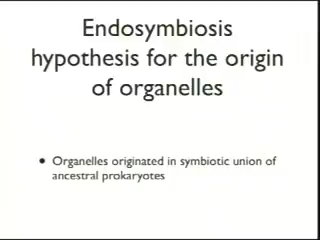 Endosymbiosis
hypothesis for the origin
of organelles
• Organelles originated in symbiotic union of
ancestral prokaryotes